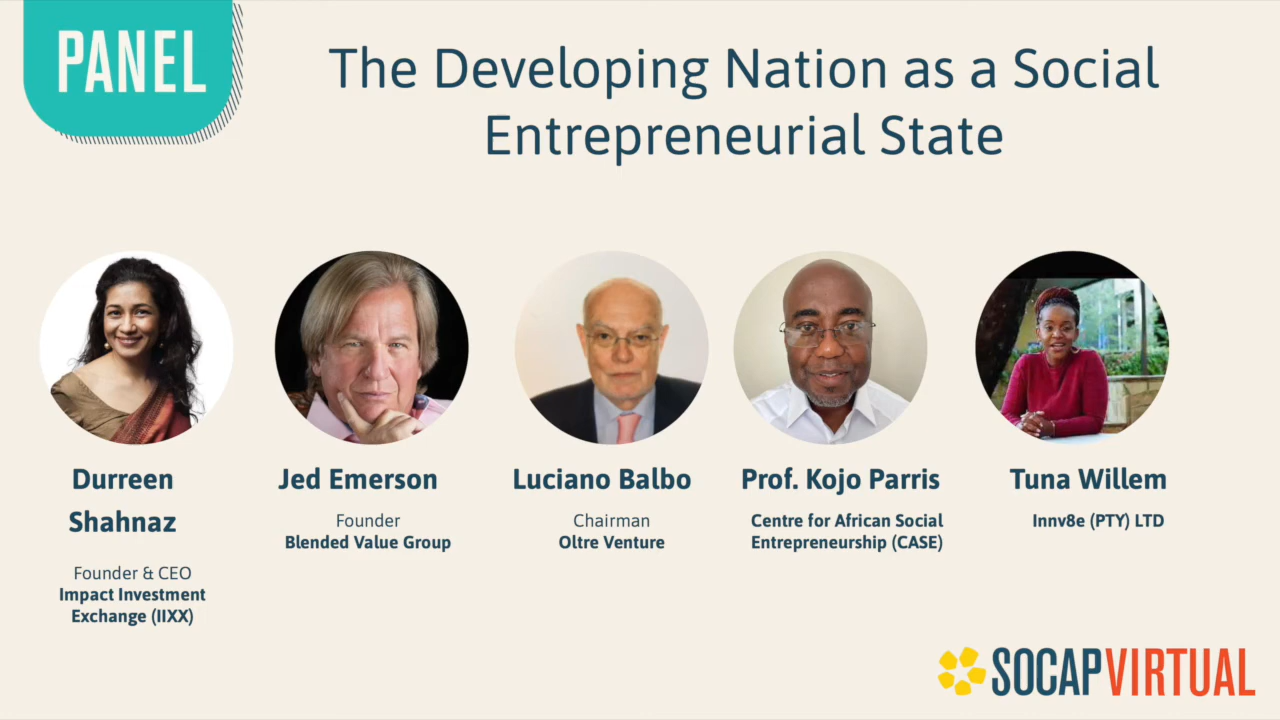 PANEL
The Developing Nation as a Social
Entrepreneurial State
Durreen
Shahnaz
Founder & CEO
Impact Investment
Exchange (IIXX)
Jed Emerson
Founder
Blended Value Group
Luciano Balbo
Chairman
Oltre Venture
Prof. Kojo Parris
Centre for African Social
Entrepreneurship (CASE)
Tuna Willem
Innv8e (PTY) LTD
SOCAPVIRTUAL